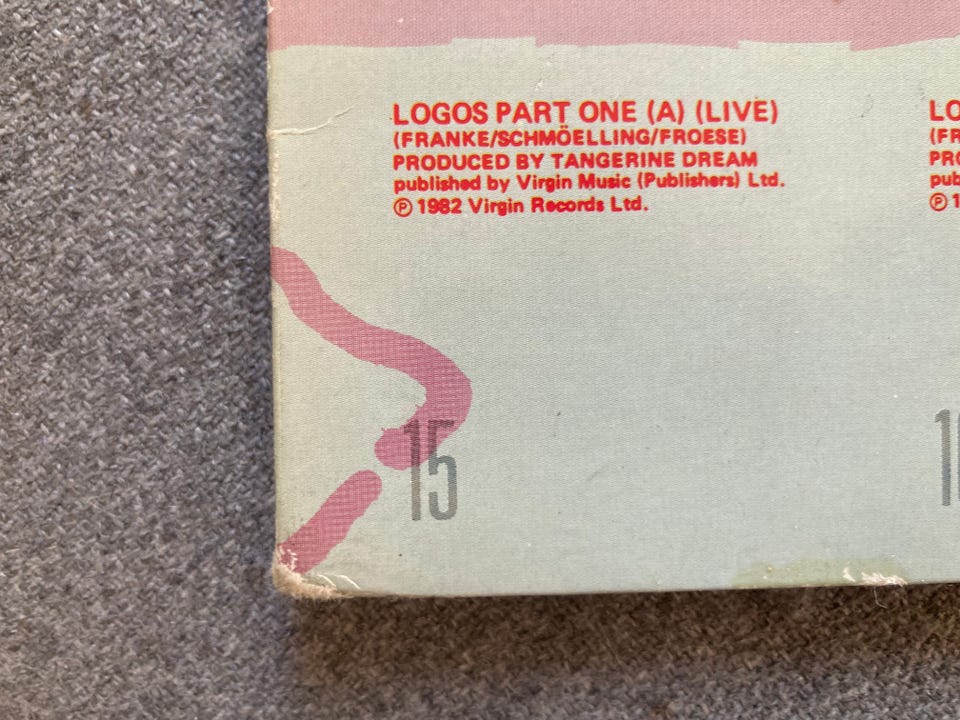 LOGOS PART ONE (A) (LIVE)
(FRANKE/SCHMÖELLING/FROESE)
PRODUCED BY TANGERINE DREAM
published by Virgin Music (Publishers) Ltd.
℗ 1982 Virgin Records Ltd.
15